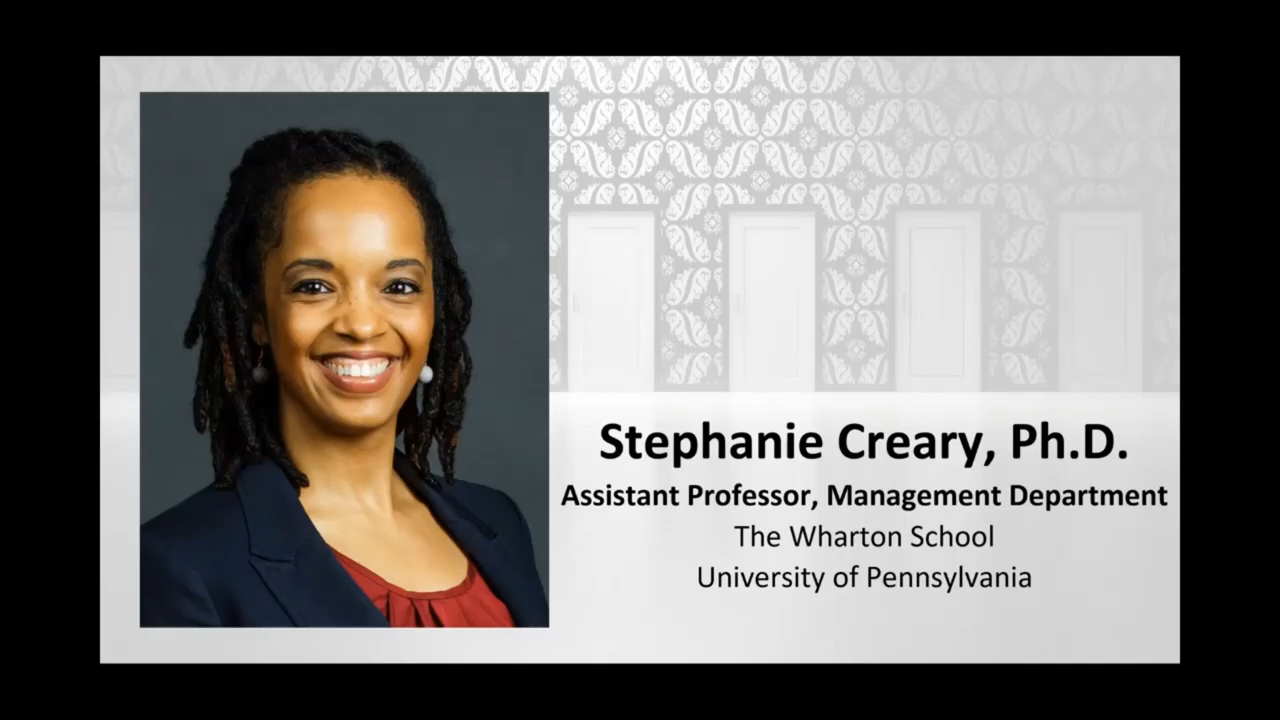 Stephanie Creary, Ph.D.
Assistant Professor, Management Department
The Wharton School
University of Pennsylvania